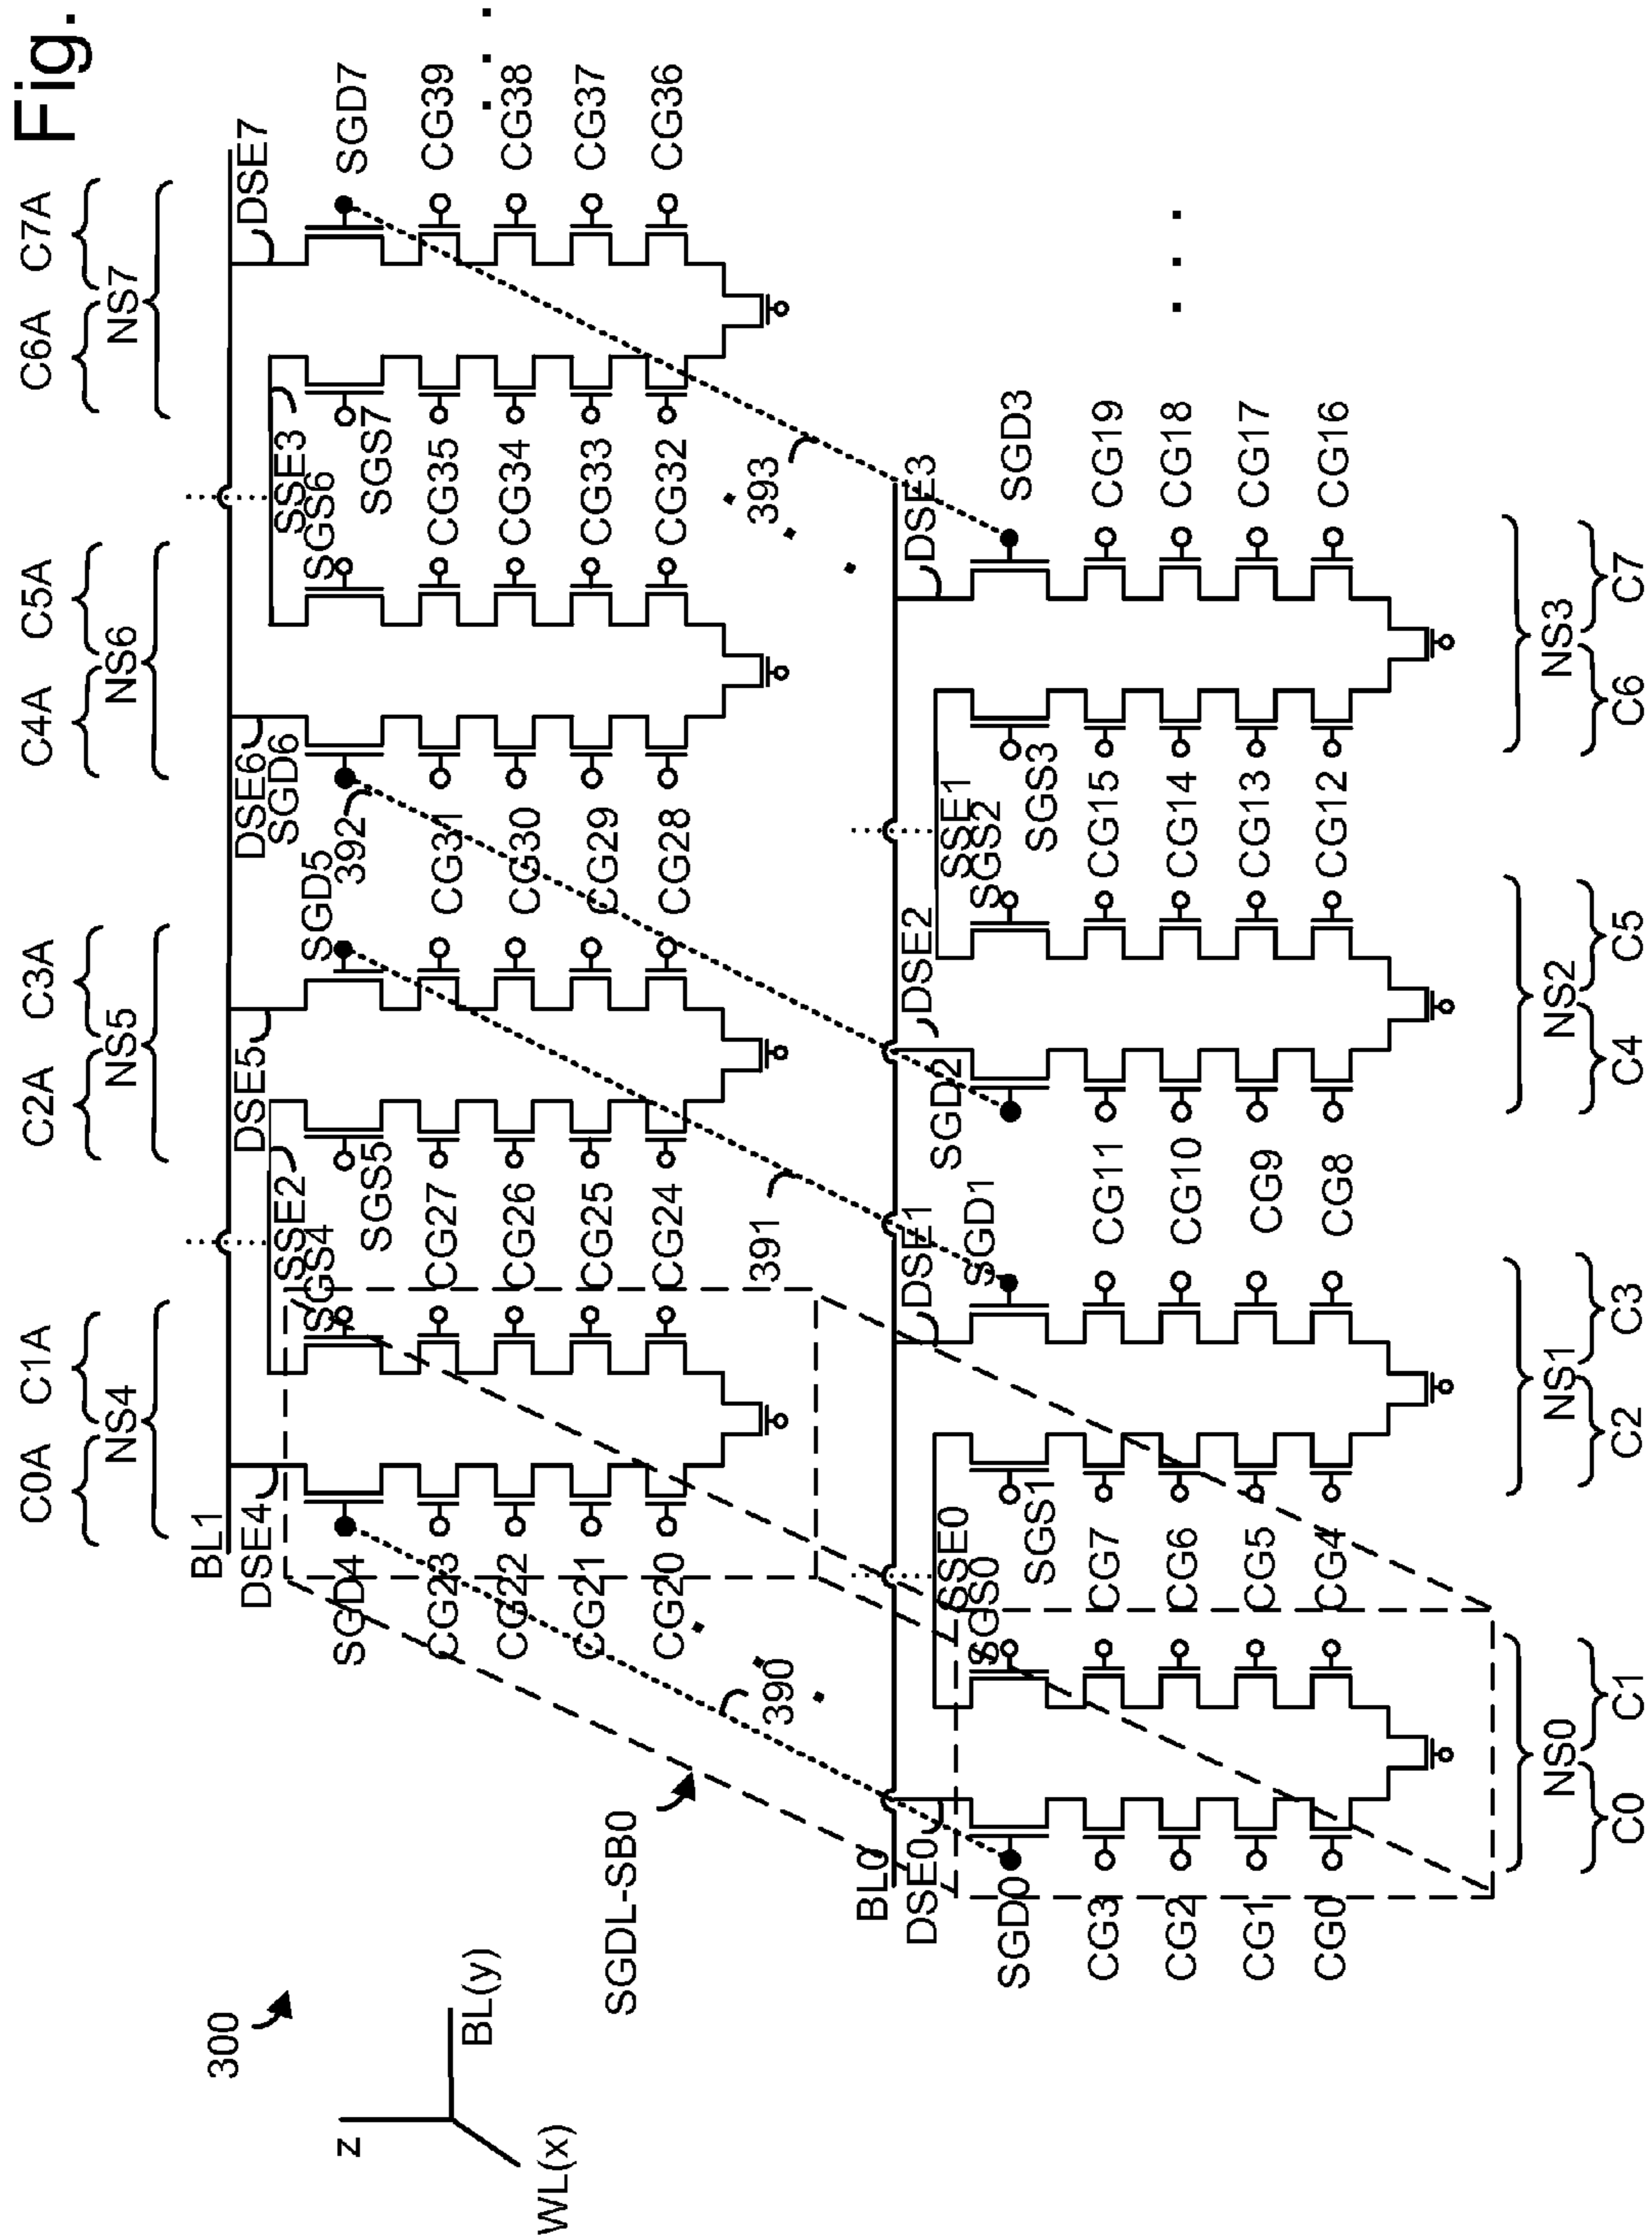 Fig.
300
z
BL(y)
WL(x)
SGDL-SB0
C0A C1A C2A C3A C4A C5A C6A C7A
NS4 NS5 NS6 NS7
BL1
DSE4 DSE5 DSE6 DSE7
SSE2 SSE3
SGD4 SGS4 SGS5 SGD5 SGD6 SGS6 SGS7 SGD7
392
CG23 CG27 CG31 CG35 CG39
CG22 CG26 CG30 CG34 CG38
CG21 CG25 CG29 CG33 CG37
CG20 CG24 CG28 CG32 CG36
390 391 393
BL0
DSE0 DSE1 DSE2 DSE3
SSE0 SSE1
SGD0 SGS0 SGS1 SGD1 SGD2 SGS2 SGS3 SGD3
CG3 CG7 CG11 CG15 CG19
CG2 CG6 CG10 CG14 CG18
CG1 CG5 CG9 CG13 CG17
CG0 CG4 CG8 CG12 CG16
NS0 NS1 NS2 NS3
C0 C1 C2 C3 C4 C5 C6 C7